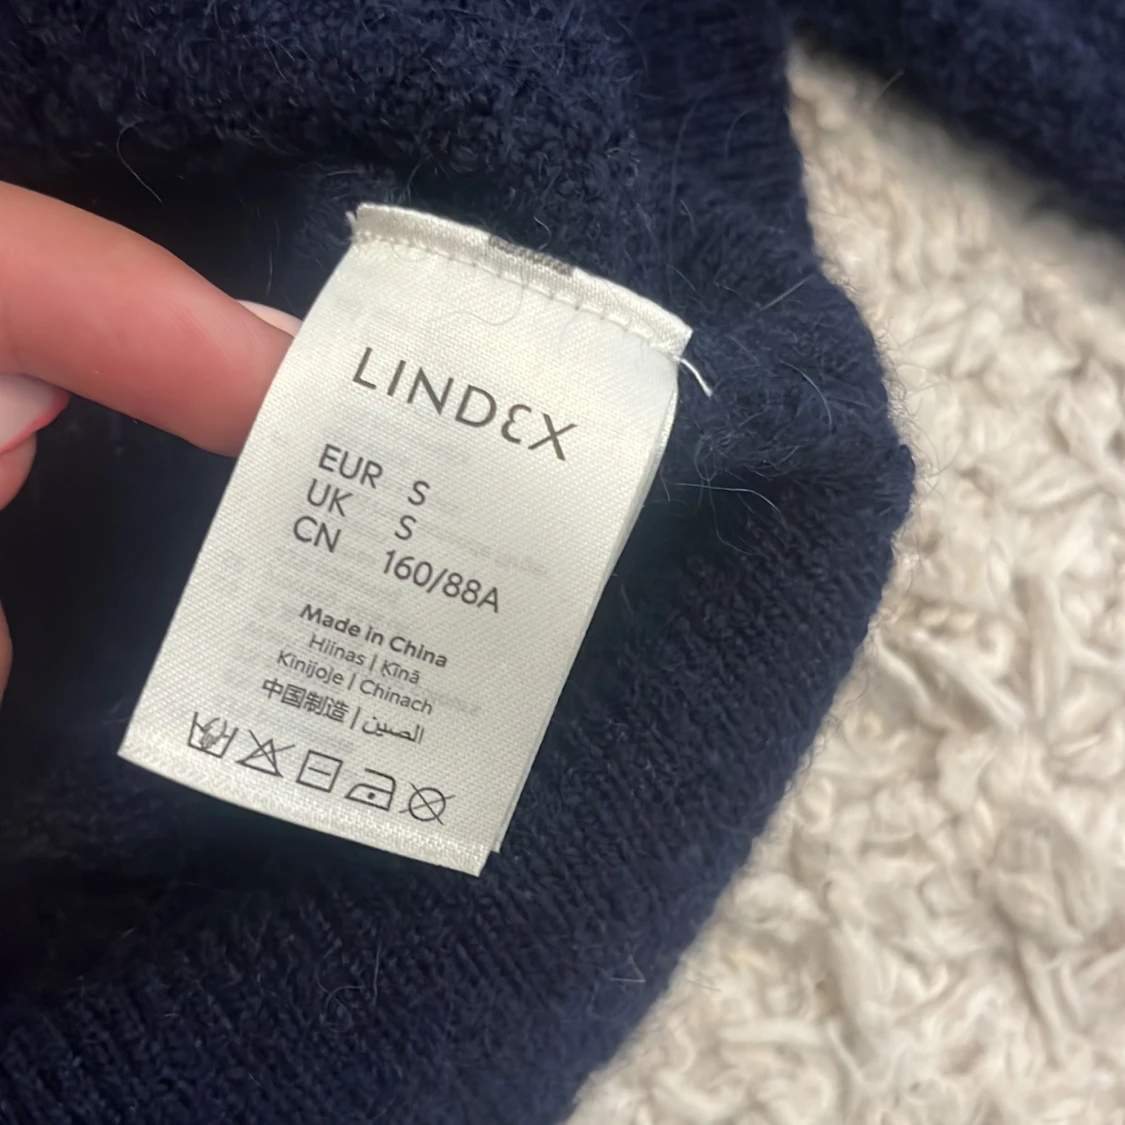 LINDEX
EUR S
UK S
CN 160/88A
Made in China
Hiinas | Ķīnā
Kinijoje | Chinach
中国制造 | الصين